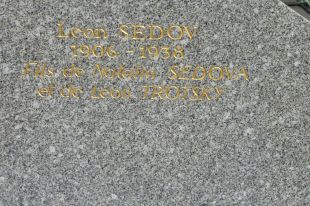 Léon SEDOV
1906 - 1938
Fils de Natalia SEDOVA
et de Léon TROTSKY